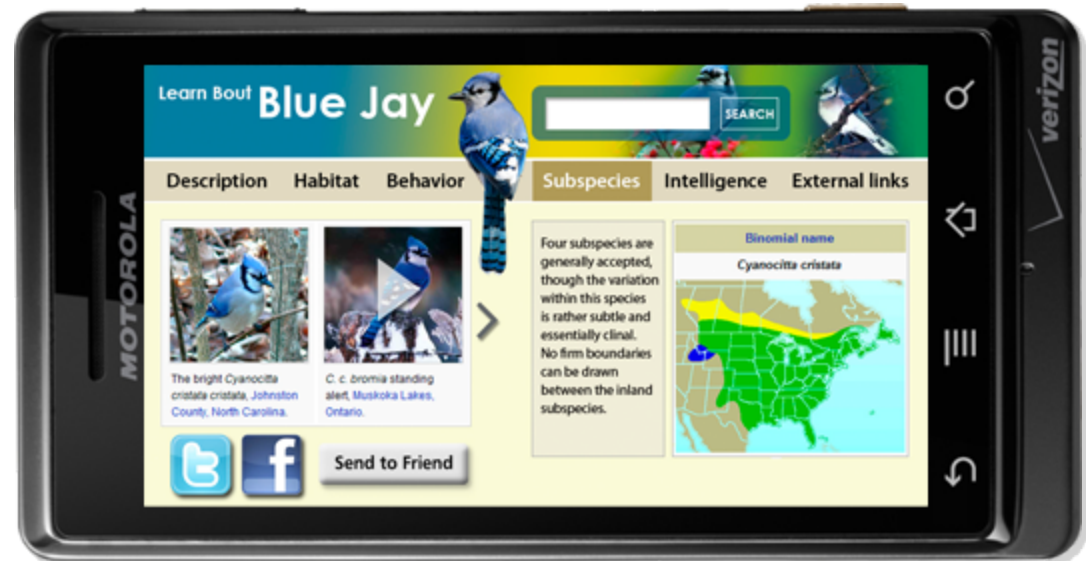 Learn Bout Blue Jay
SEARCH
Description Habitat Behavior Subspecies Intelligence External links
The bright Cyanocitta
cristata cristata, Johnston
County, North Carolina.
C. c. bromia standing
alert, Muskoka Lakes,
Ontario.
Four subspecies are
generally accepted,
though the variation
within this species
is rather subtle and
essentially clinal.
No firm boundaries
can be drawn
between the inland
subspecies.
Binomial name
Cyanocitta cristata
Send to Friend
MOTOROLA
verizon